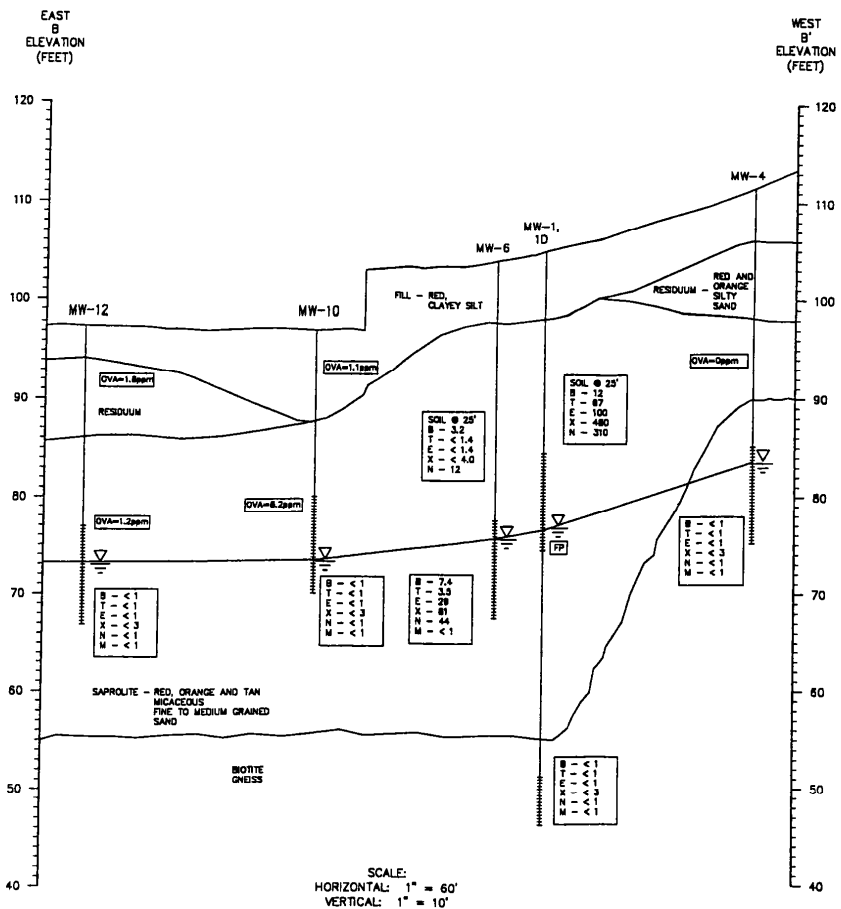 EAST
B
ELEVATION
(FEET)
WEST
B'
ELEVATION
(FEET)
120
110
100
90
80
70
60
50
40
120
110
100
90
80
70
60
50
40
MW-12
MW-10
MW-6
MW-1,
1D
MW-4
FILL - RED,
CLAYEY SILT
RESIDUUM -
RED AND
ORANGE
SILTY
SAND
OVA=1.1ppm
OVA=0ppm
RESIDUUM
SOIL @ 25'
B - 3.2
T - < 1.4
E - < 1.4
X - < 4.0
N - 12
SOIL @ 25'
B - 12
T - 67
E - 100
X - 480
N - 310
OVA=1.2ppm
FP
B - < 1
T - < 1
E - < 1
X - < 3
N - < 1
M - < 1
B - < 1
T - < 1
E - < 1
X - < 3
N - < 1
M - < 1
B - 7.4
T - 3.5
E - 28
X - 81
N - 44
M - < 1
B - < 1
T - < 1
E - < 1
X - < 3
N - < 1
M - < 1
SAPROLITE - RED, ORANGE AND TAN
MICACEOUS
FINE TO MEDIUM GRAINED
SAND
BIOTITE
GNEISS
B - < 1
T - < 1
E - < 1
X - < 3
N - < 1
M - < 1
SCALE:
HORIZONTAL: 1" = 60'
VERTICAL: 1" = 10'